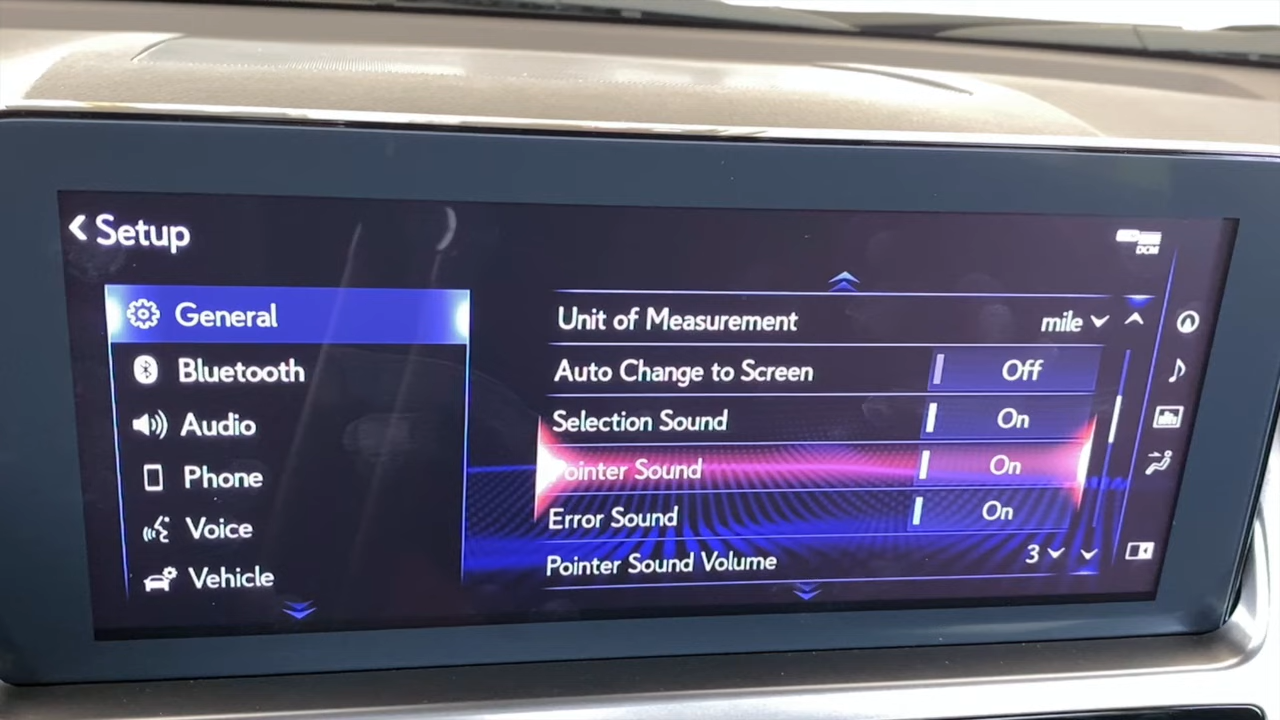 Setup
DCM
General
Bluetooth
Audio
Phone
Voice
Vehicle
Unit of Measurement mile
Auto Change to Screen Off
Selection Sound On
Pointer Sound On
Error Sound On
Pointer Sound Volume 3